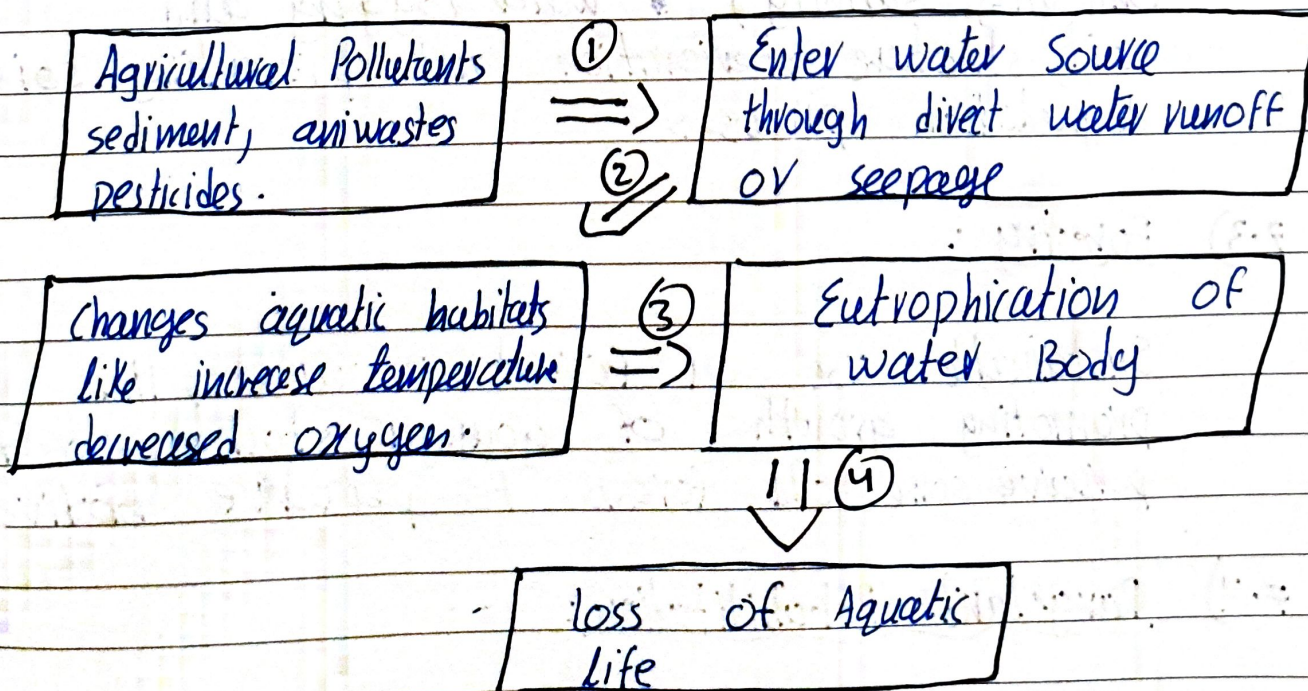 Agricultural Pollutants
sediment, aniwastes
pesticides.
①
Enter water Source
through direct water runoff
or seepage
②
Changes aquatic habitats
like increase temperature
decreased oxygen.
③
Eutrophication of
water Body
④
loss of Aquatic
life